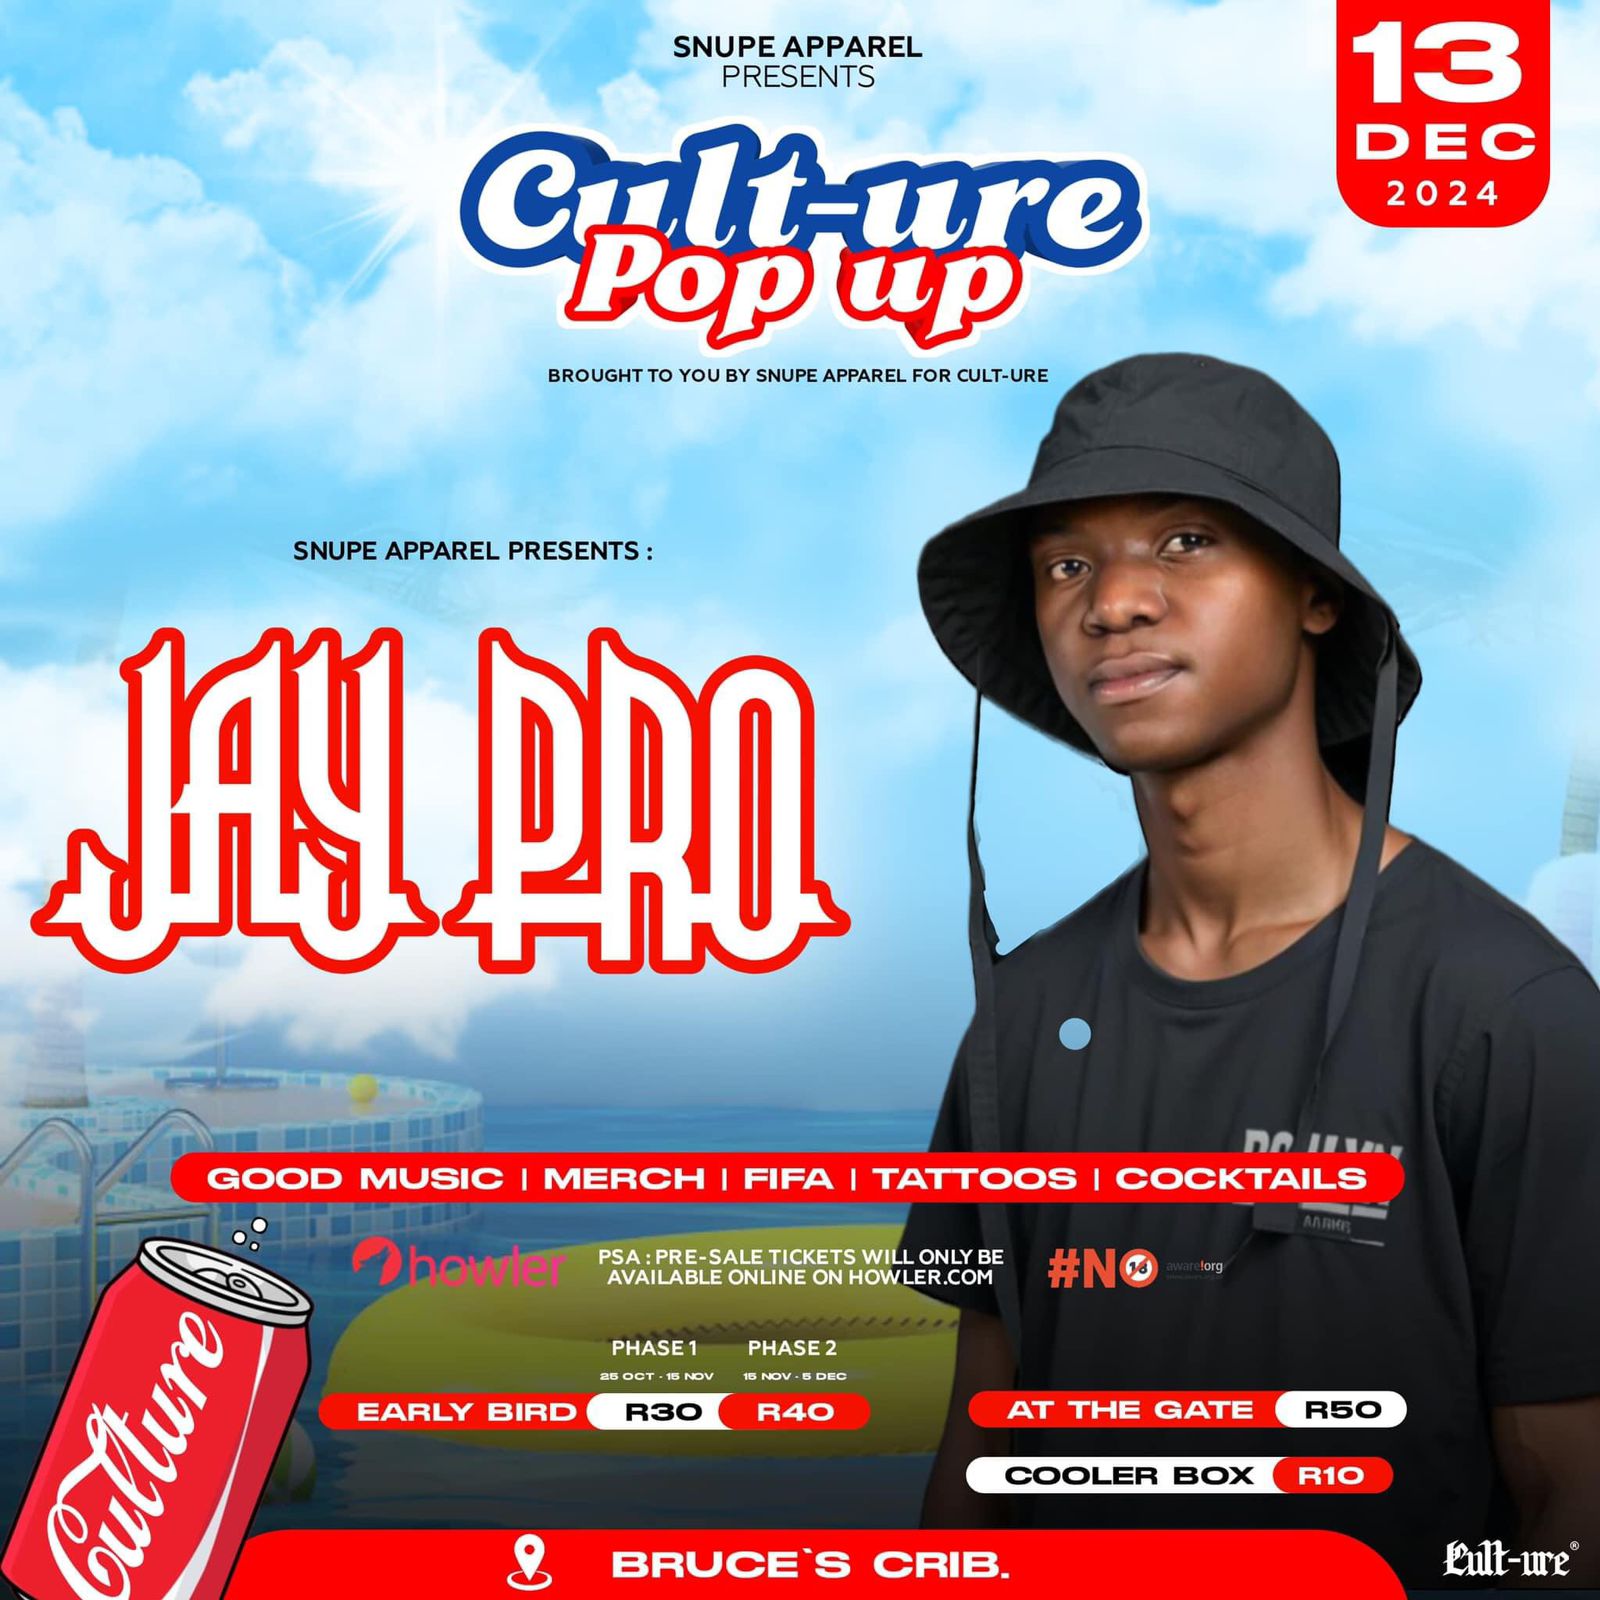 SNUPE APPAREL
PRESENTS
13
DEC
2024
Cult-ure
Pop up
BROUGHT TO YOU BY SNUPE APPAREL FOR CULT-URE
SNUPE APPAREL PRESENTS :
JAY PRO
GOOD MUSIC | MERCH | FIFA | TATTOOS | COCKTAILS
howler
PSA : PRE-SALE TICKETS WILL ONLY BE
AVAILABLE ONLINE ON HOWLER.COM
#NO
18
aware!org
PHASE 1 PHASE 2
25 OCT - 15 NOV 15 NOV - 5 DEC
EARLY BIRD R30 R40
AT THE GATE R50
COOLER BOX R10
Culture
BRUCE`S CRIB.
Cult-ure®